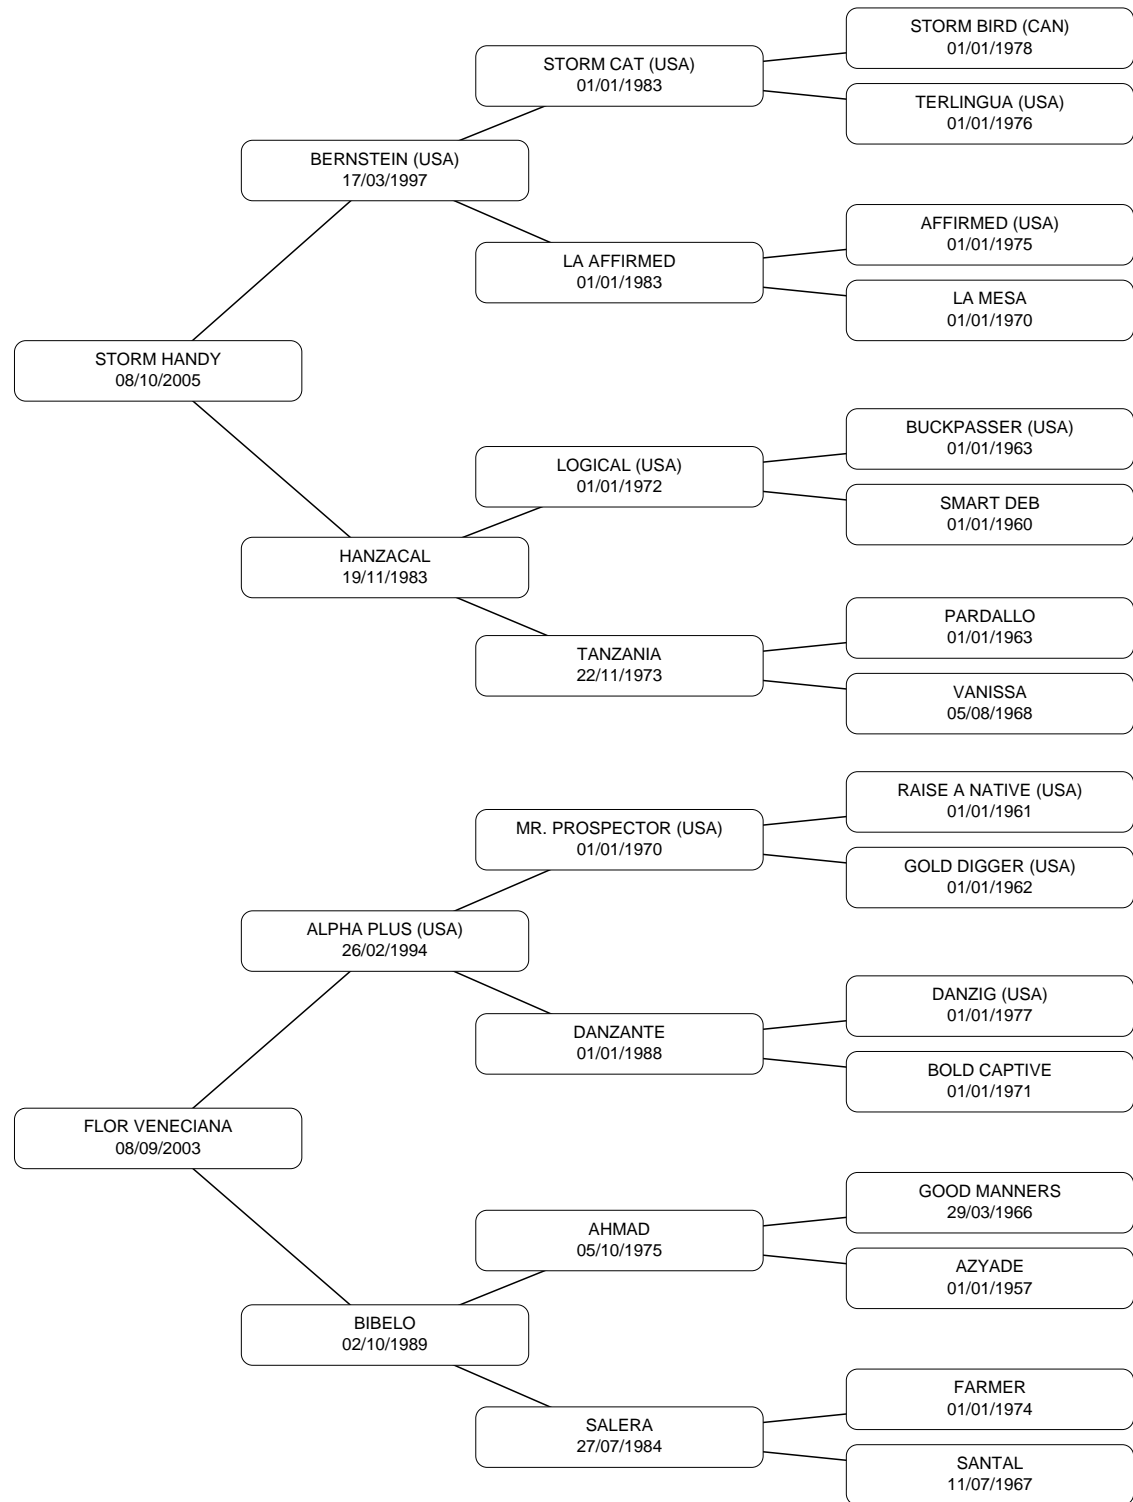 STORM BIRD (CAN)
01/01/1978
STORM CAT (USA)
01/01/1983
TERLINGUA (USA)
01/01/1976
BERNSTEIN (USA)
17/03/1997
AFFIRMED (USA)
01/01/1975
LA AFFIRMED
01/01/1983
LA MESA
01/01/1970
STORM HANDY
08/10/2005
BUCKPASSER (USA)
01/01/1963
LOGICAL (USA)
01/01/1972
SMART DEB
01/01/1960
HANZACAL
19/11/1983
PARDALLO
01/01/1963
TANZANIA
22/11/1973
VANISSA
05/08/1968
RAISE A NATIVE (USA)
01/01/1961
MR. PROSPECTOR (USA)
01/01/1970
GOLD DIGGER (USA)
01/01/1962
ALPHA PLUS (USA)
26/02/1994
DANZIG (USA)
01/01/1977
DANZANTE
01/01/1988
BOLD CAPTIVE
01/01/1971
FLOR VENECIANA
08/09/2003
GOOD MANNERS
29/03/1966
AHMAD
05/10/1975
AZYADE
01/01/1957
BIBELO
02/10/1989
FARMER
01/01/1974
SALERA
27/07/1984
SANTAL
11/07/1967